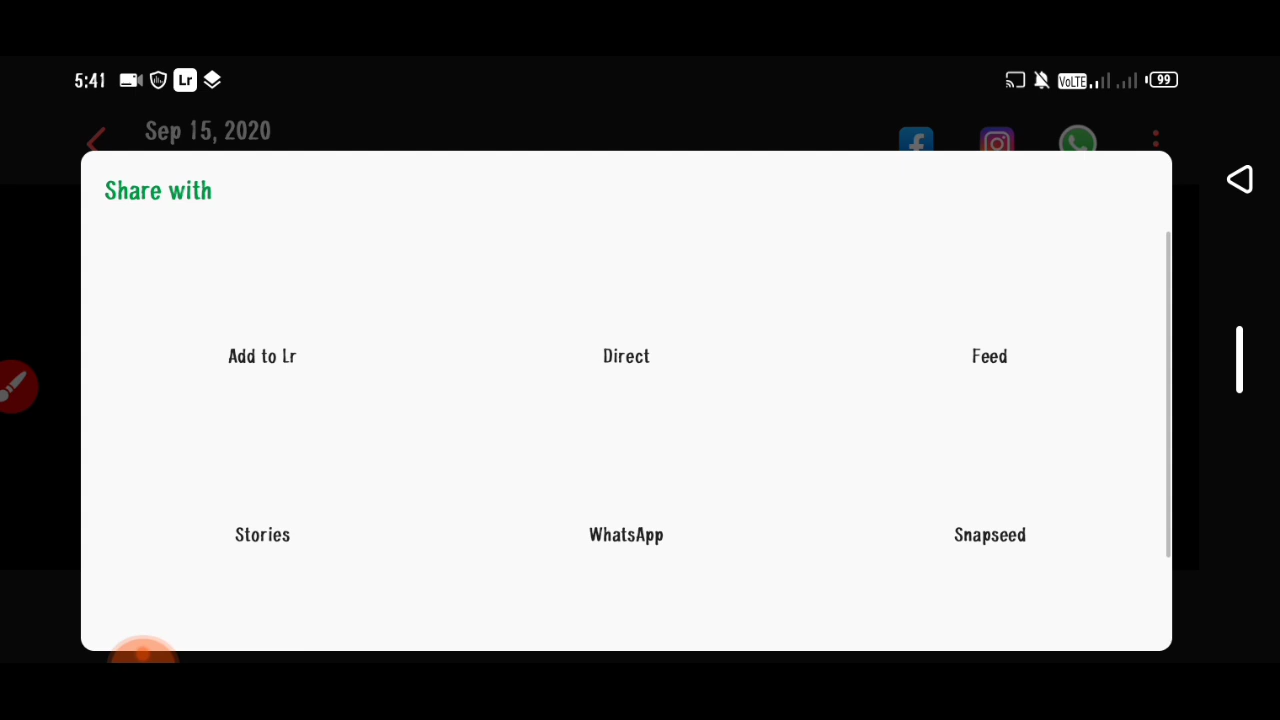 5:41 Lr VoLTE 99
Sep 15, 2020
Share with
Add to Lr Direct Feed
Stories WhatsApp Snapseed